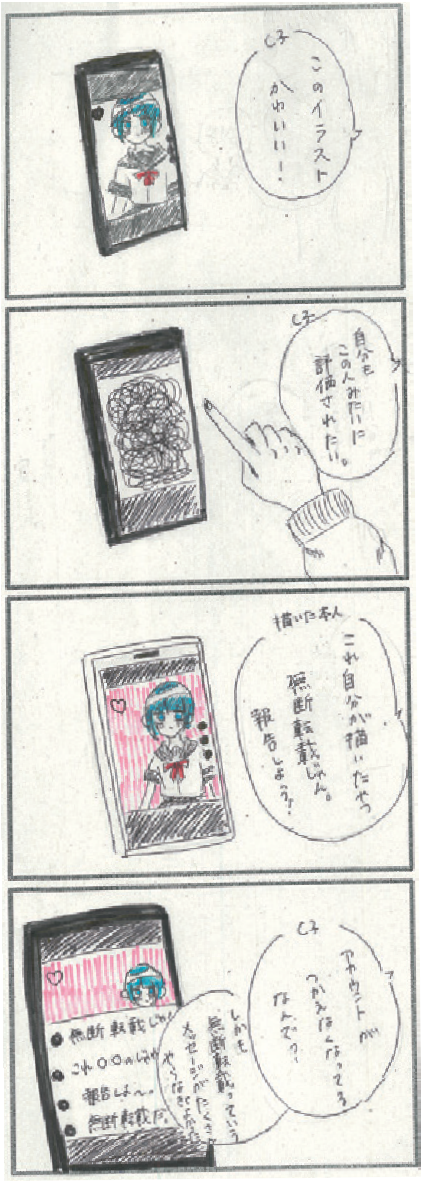 C子
このイラスト
かわいい!
C子
自分も
この人みたいに
評価されたい。
描いた本人
これ自分が描いたやつ
無断転載じゃん。
報告しよう!
C子
アカウントが
つかえなくなってる
なんで?
しかも
無断転載っていう
メッセージがたくさん
無断転載じゃん
これ〇〇のじゃん
報告しよ〜。
無断転載だ。